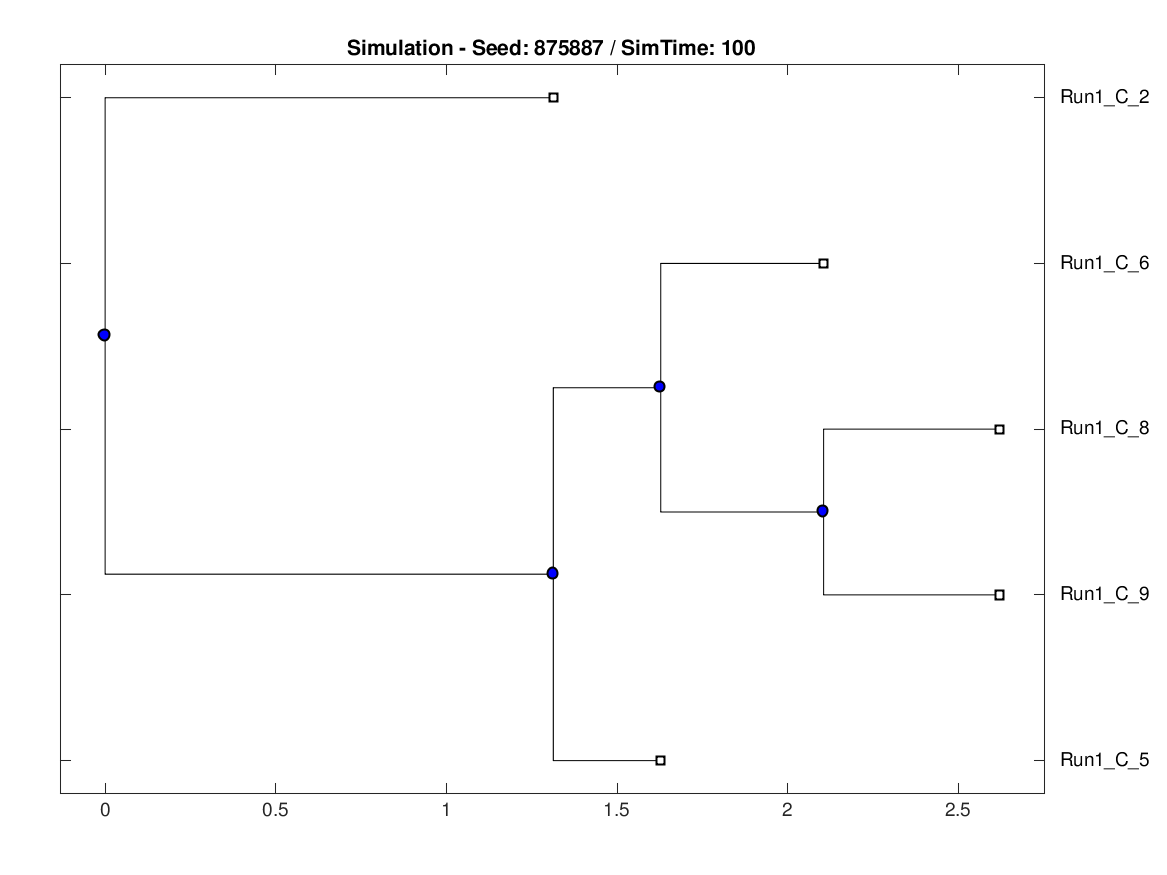 Simulation - Seed: 875887 / SimTime: 100
Run1_C_2
Run1_C_6
Run1_C_8
Run1_C_9
Run1_C_5
0 0.5 1 1.5 2 2.5